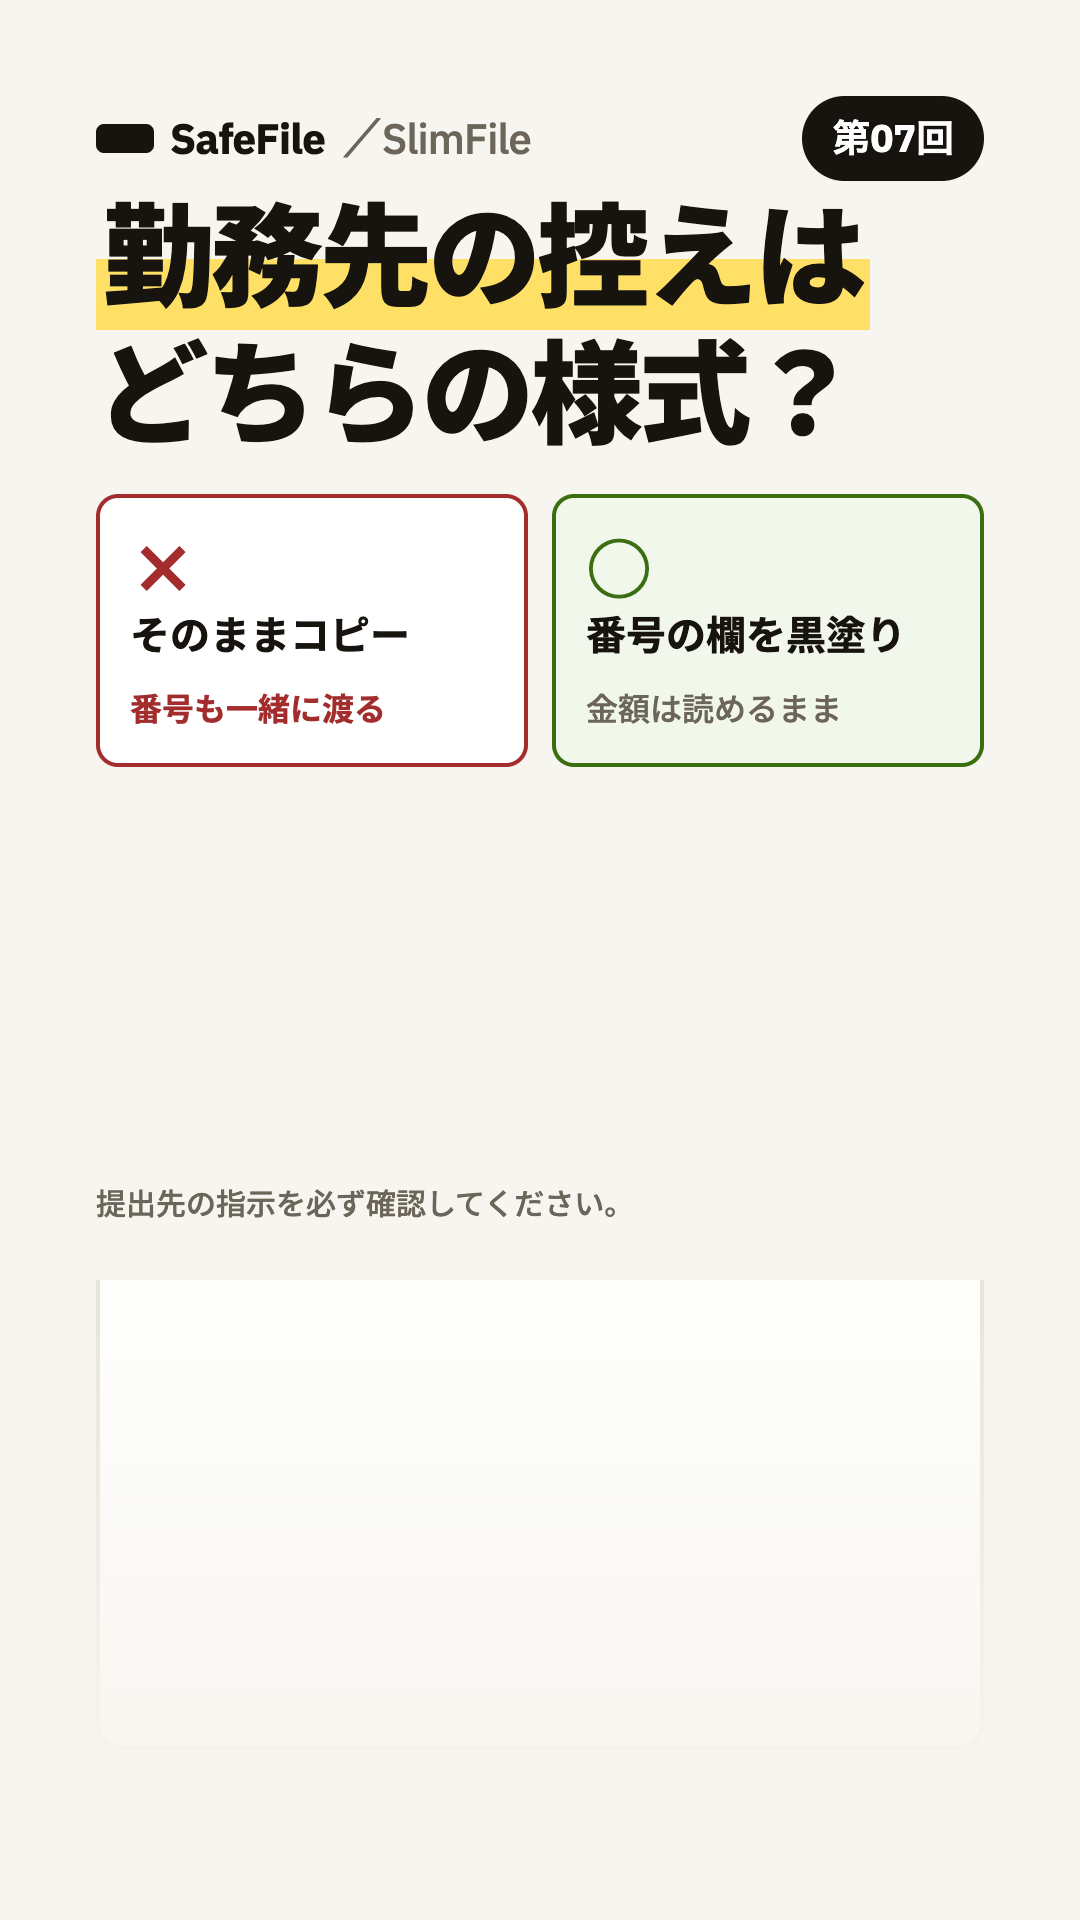 SafeFile ／SlimFile
第07回
勤務先の控えは
どちらの様式？
×
そのままコピー
番号も一緒に渡る
○
番号の欄を黒塗り
金額は読めるまま
提出先の指示を必ず確認してください。